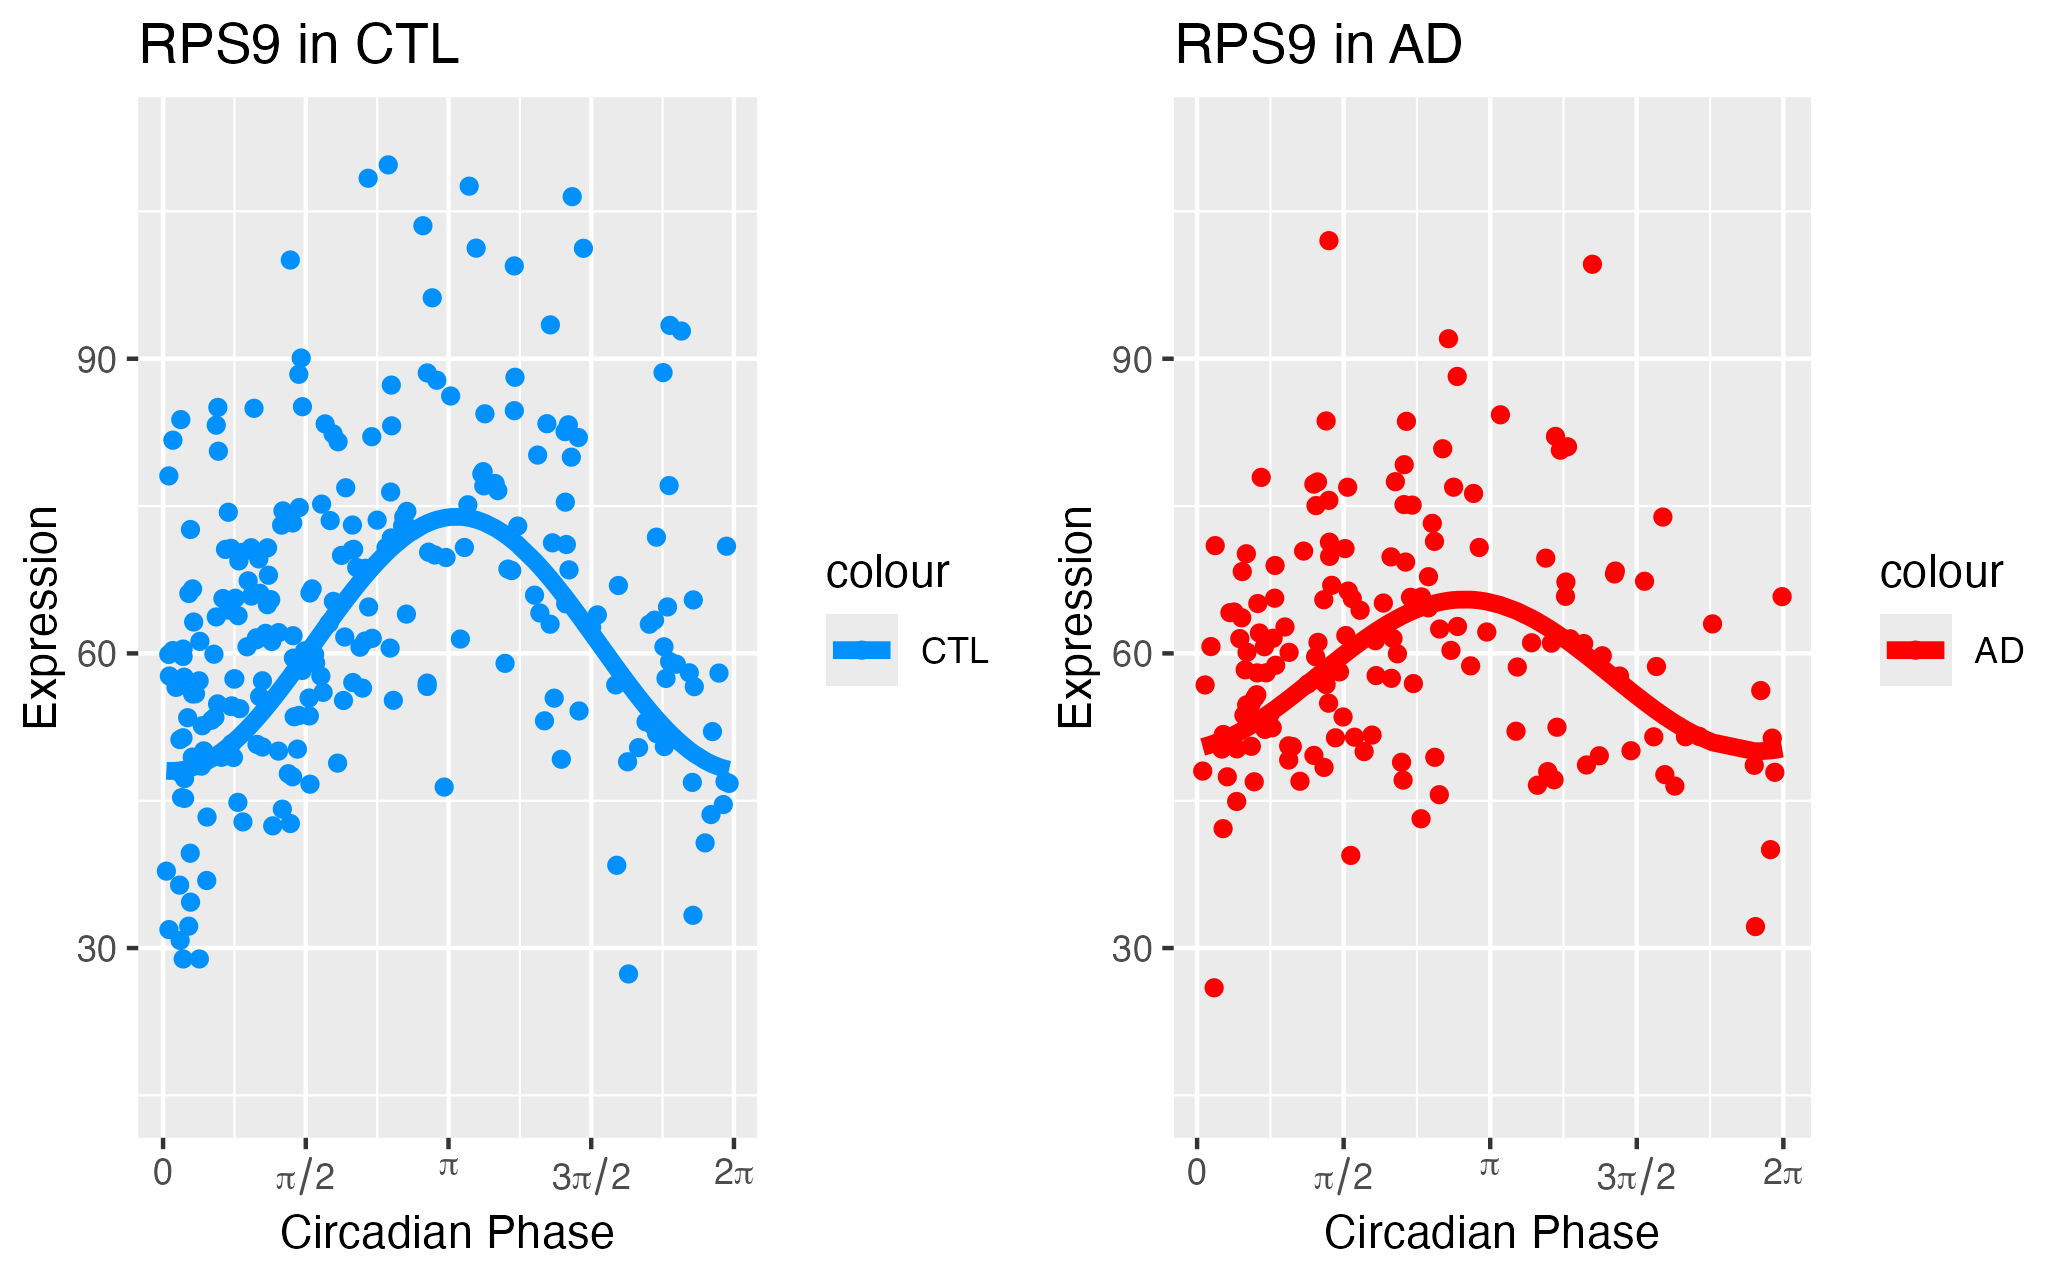 RPS9 in CTL
Expression
90
60
30
0 π/2 π 3π/2 2π
Circadian Phase
colour
CTL
RPS9 in AD
Expression
90
60
30
0 π/2 π 3π/2 2π
Circadian Phase
colour
AD